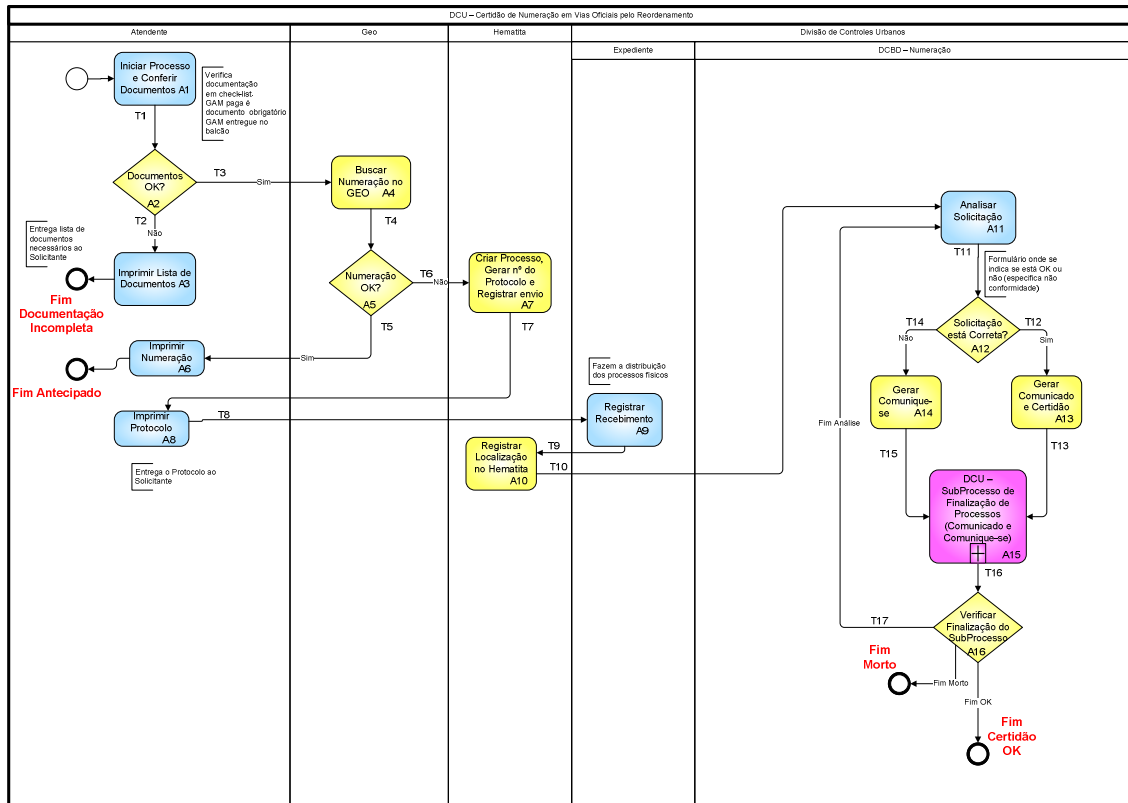 DCU – Certidão de Numeração em Vias Oficiais pelo Reordenamento
Atendente
Geo
Hematita
Divisão de Controles Urbanos
Expediente
DCBD – Numeração
Iniciar Processo
e Conferir
Documentos A1
Verifica
documentação
em check-list.
GAM paga é
documento obrigatório
GAM entregue no
balcão
T1
Documentos
OK?
A2
T3
Sim
T2
Não
Entrega lista de
documentos
necessários ao
Solicitante
Imprimir Lista de
Documentos A3
Fim
Documentação
Incompleta
Buscar
Numeração no
GEO A4
T4
Numeração
OK?
A5
T6
Não
T5
Sim
Criar Processo,
Gerar nº do
Protocolo e
Registrar envio
A7
T7
Imprimir
Numeração
A6
Fim Antecipado
Imprimir
Protocolo
A8
T8
Entrega o Protocolo ao
Solicitante
Fazem a distribuição
dos processos físicos
Registrar
Recebimento
A9
T9
Registrar
Localização
no Hematita
A10
T10
Analisar
Solicitação
A11
T11
Formulário onde se
indica se está OK ou
não (especifica não
conformidade)
Solicitação
está Correta?
A12
T14
Não
T12
Sim
Gerar
Comunique-
se A14
Gerar
Comunicado
e Certidão
A13
Fim Análise
T15
T13
DCU –
SubProcesso de
Finalização de
Processos
(Comunicado e
Comunique-se)
A15
T16
Verificar
Finalização do
SubProcesso
A16
T17
Fim
Morto
Fim Morto
Fim OK
Fim
Certidão
OK